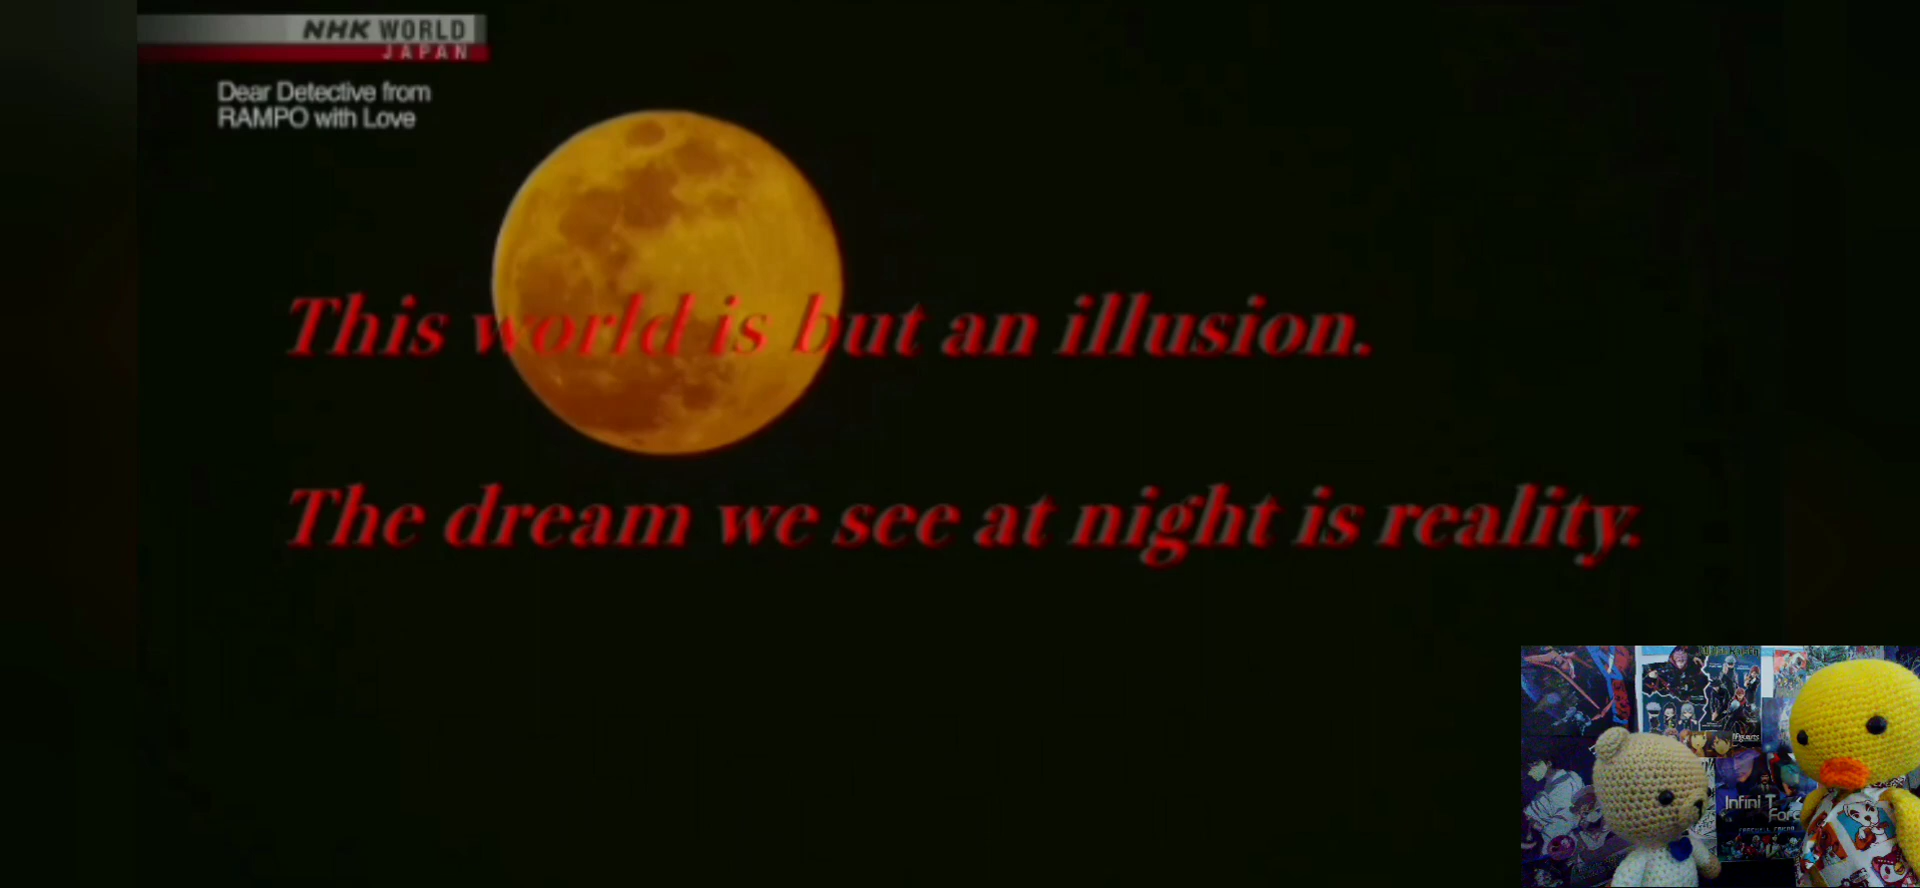 NHK WORLD
JAPAN
Dear Detective from
RAMPO with Love
This world is but an illusion.
The dream we see at night is reality.
Infini T
Forc